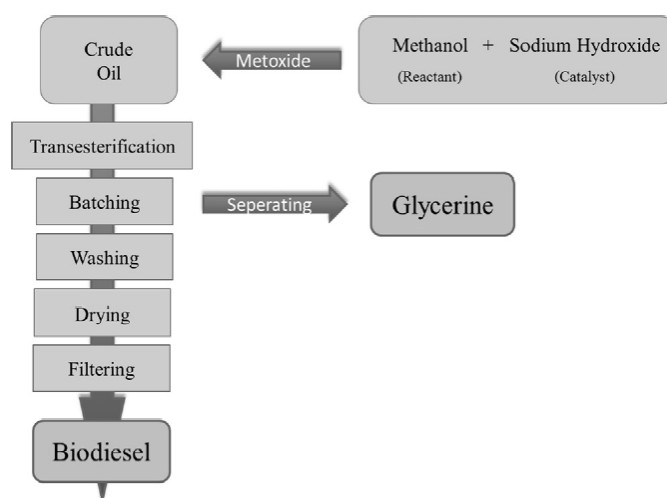 Crude
Oil
Metoxide
Methanol + Sodium Hydroxide
(Reactant) (Catalyst)
Transesterification
Batching
Seperating
Glycerine
Washing
Drying
Filtering
Biodiesel